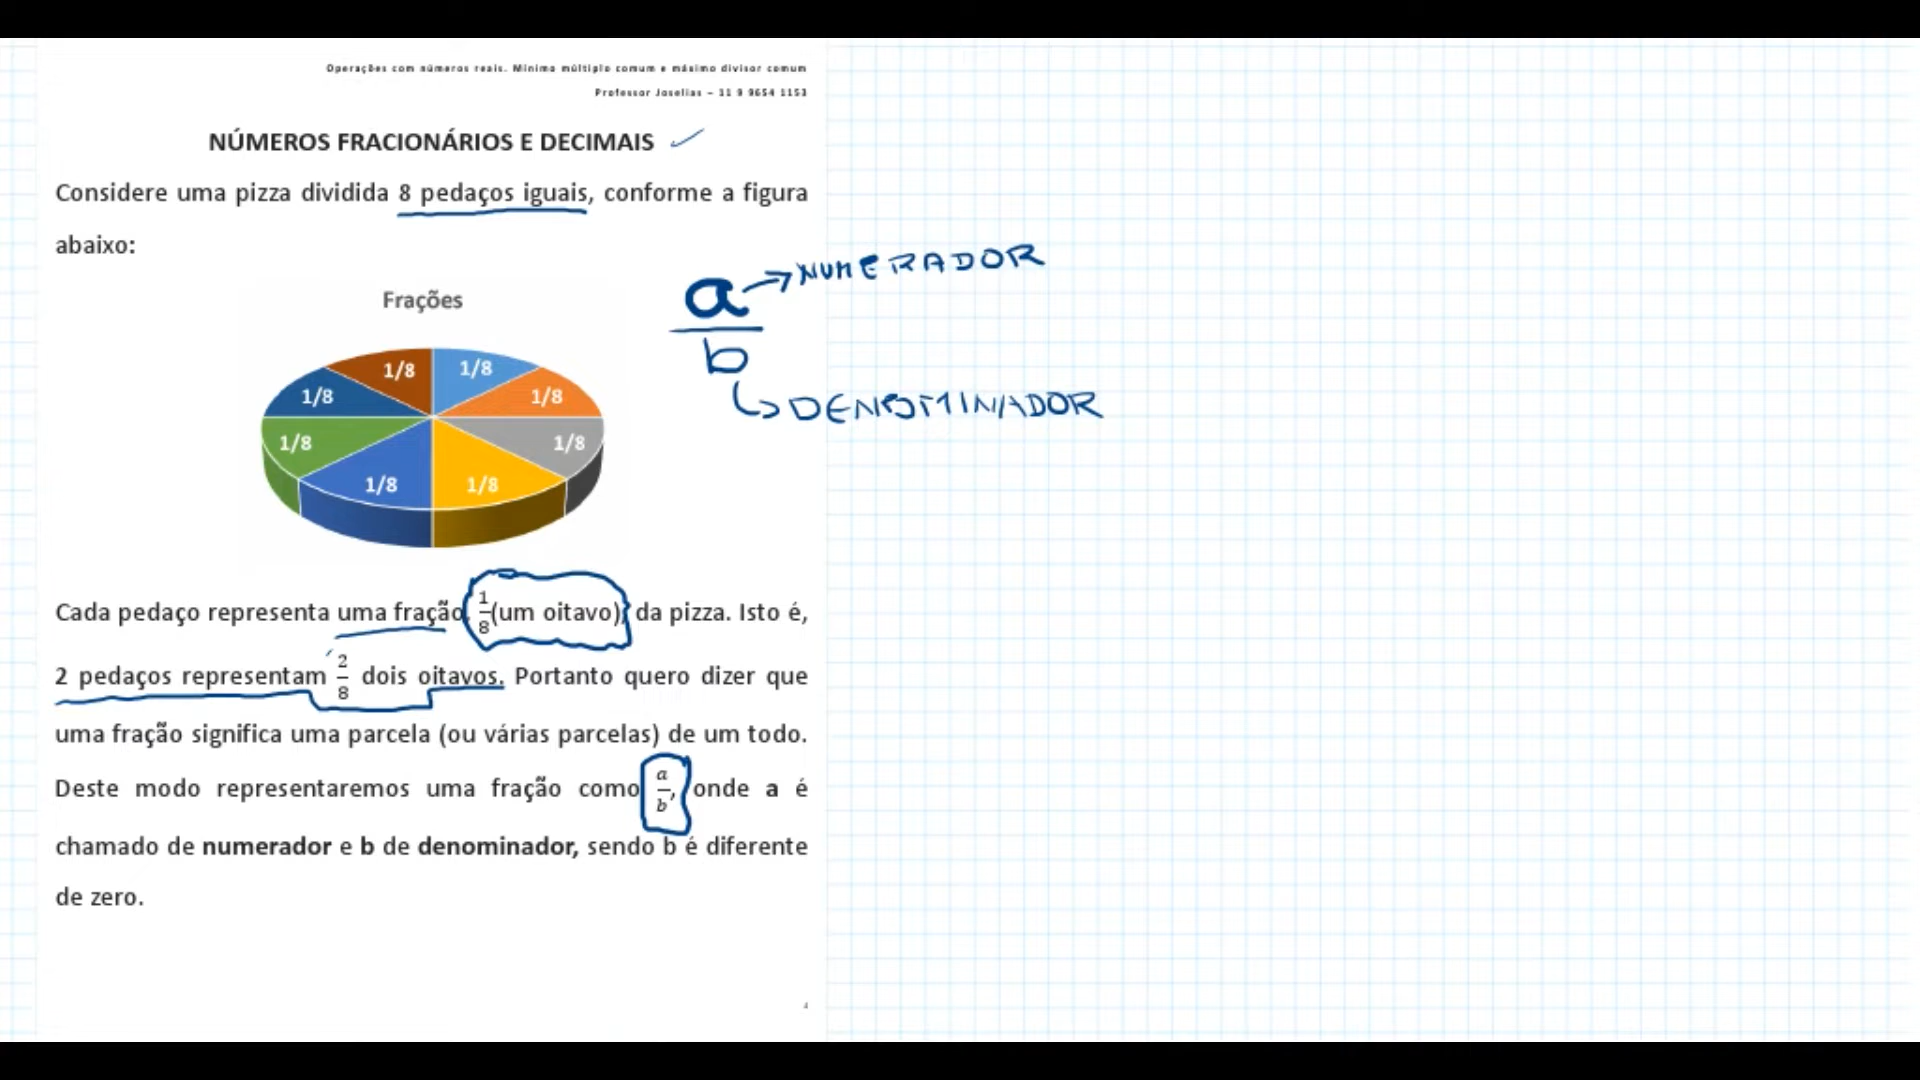 Operações com números reais. Mínimo múltiplo comum e máximo divisor comum
Professor Joselias – 11 9 9654 1153
NÚMEROS FRACIONÁRIOS E DECIMAIS
Considere uma pizza dividida 8 pedaços iguais, conforme a figura
abaixo:
a → NUMERADOR
b
DENOMINADOR
Frações
1/8 1/8
1/8 1/8
1/8 1/8
1/8 1/8
Cada pedaço representa uma fração, 1/8 (um oitavo), da pizza. Isto é,
2 pedaços representam 2/8 dois oitavos. Portanto quero dizer que
uma fração significa uma parcela (ou várias parcelas) de um todo.
Deste modo representaremos uma fração como a/b, onde a é
chamado de numerador e b de denominador, sendo b é diferente
de zero.
4